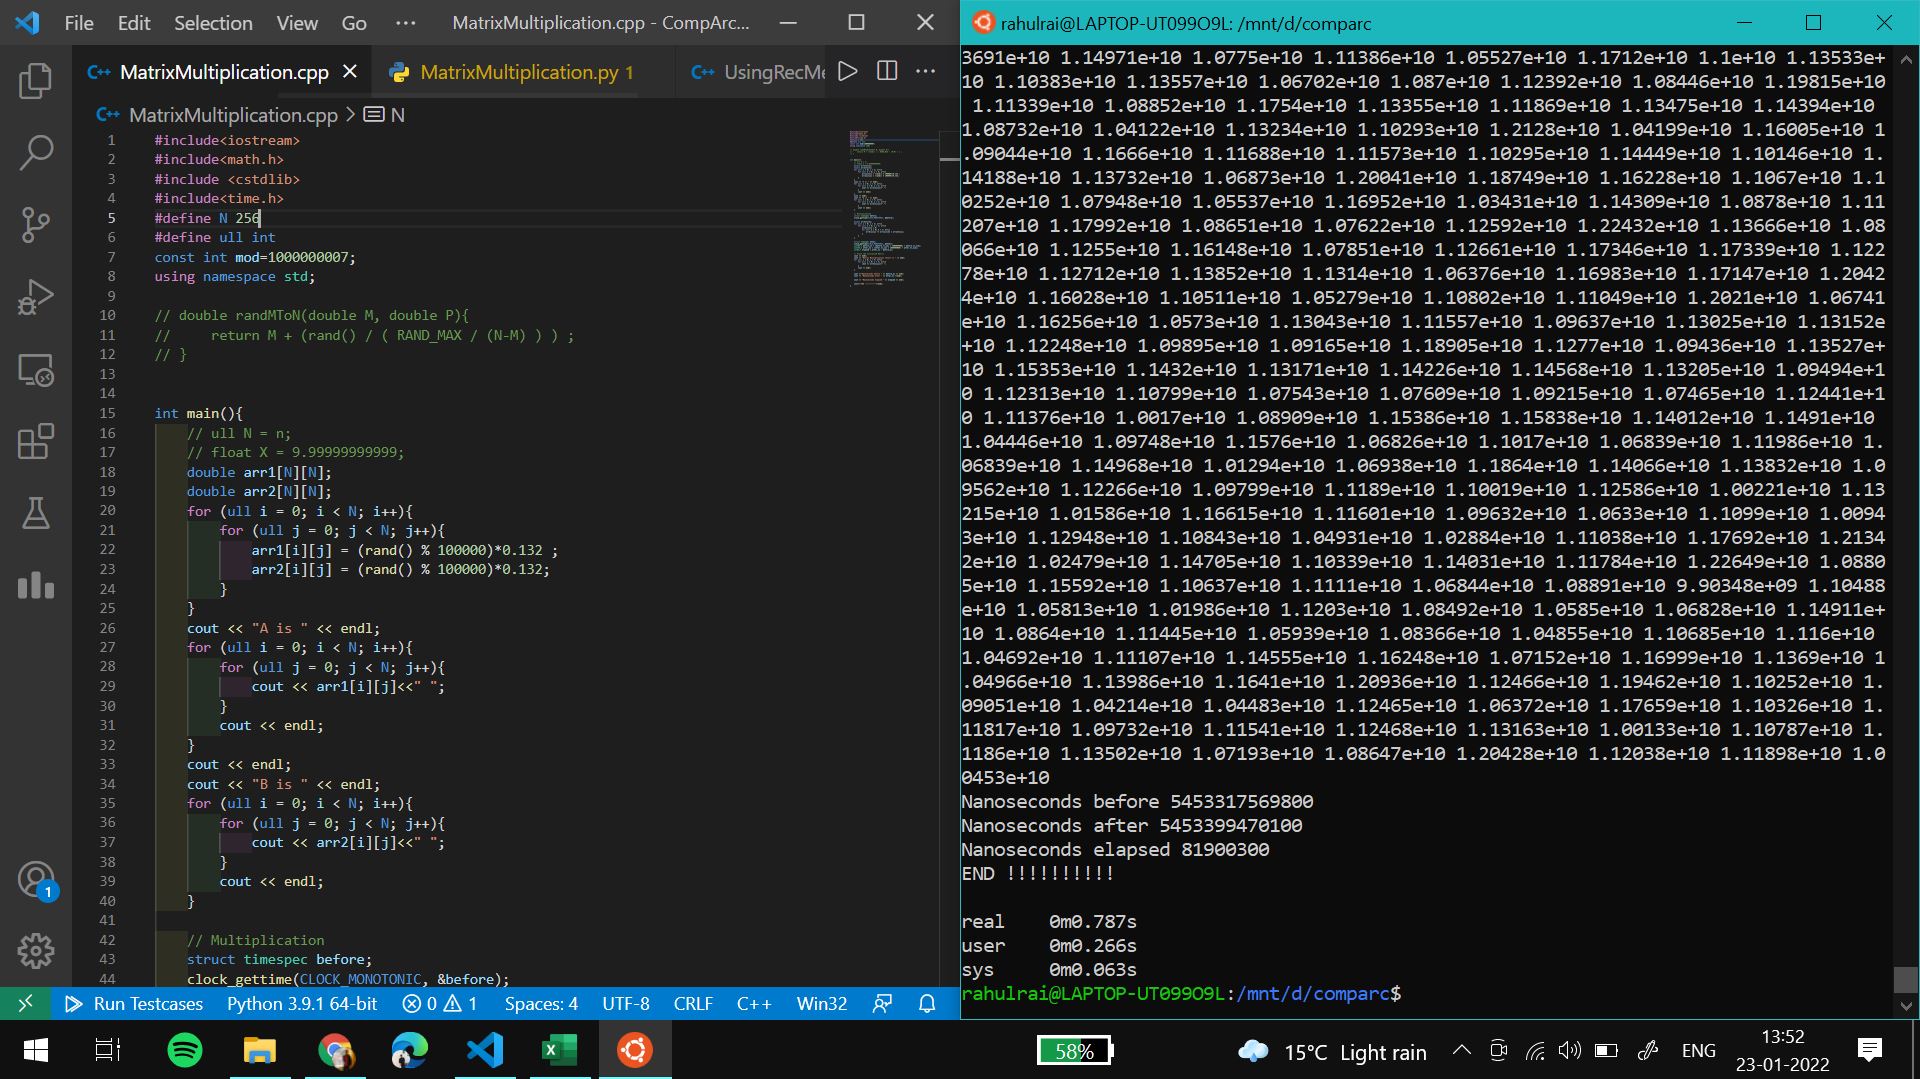 File Edit Selection View Go ··· MatrixMultiplication.cpp - CompArc...
MatrixMultiplication.cpp MatrixMultiplication.py 1 UsingRecMe
MatrixMultiplication.cpp > N
1 #include<iostream>
2 #include<math.h>
3 #include <cstdlib>
4 #include<time.h>
5 #define N 256
6 #define ull int
7 const int mod=1000000007;
8 using namespace std;
9
10 // double randMToN(double M, double P){
11 //     return M + (rand() / ( RAND_MAX / (N-M) ) ) ;
12 // }
13
14
15 int main(){
16     // ull N = n;
17     // float X = 9.99999999999;
18     double arr1[N][N];
19     double arr2[N][N];
20     for (ull i = 0; i < N; i++){
21         for (ull j = 0; j < N; j++){
22             arr1[i][j] = (rand() % 100000)*0.132 ;
23             arr2[i][j] = (rand() % 100000)*0.132;
24         }
25     }
26     cout << "A is " << endl;
27     for (ull i = 0; i < N; i++){
28         for (ull j = 0; j < N; j++){
29             cout << arr1[i][j]<<" ";
30         }
31         cout << endl;
32     }
33     cout << endl;
34     cout << "B is " << endl;
35     for (ull i = 0; i < N; i++){
36         for (ull j = 0; j < N; j++){
37             cout << arr2[i][j]<<" ";
38         }
39         cout << endl;
40     }
41
42     // Multiplication
43     struct timespec before;
44     clock_gettime(CLOCK_MONOTONIC, &before);
1
Run Testcases Python 3.9.1 64-bit 0 1 Spaces: 4 UTF-8 CRLF C++ Win32
rahulrai@LAPTOP-UT099O9L: /mnt/d/comparc
3691e+10 1.14971e+10 1.0775e+10 1.11386e+10 1.05527e+10 1.1712e+10 1.1e+10 1.13533e+
10 1.10383e+10 1.13557e+10 1.06702e+10 1.087e+10 1.12392e+10 1.08446e+10 1.19815e+10
1.11339e+10 1.08852e+10 1.1754e+10 1.13355e+10 1.11869e+10 1.13475e+10 1.14394e+10
1.08732e+10 1.04122e+10 1.13234e+10 1.10293e+10 1.2128e+10 1.04199e+10 1.16005e+10 1
.09044e+10 1.1666e+10 1.11688e+10 1.11573e+10 1.10295e+10 1.14449e+10 1.10146e+10 1.
14188e+10 1.13732e+10 1.06873e+10 1.20041e+10 1.18749e+10 1.16228e+10 1.1067e+10 1.1
0252e+10 1.07948e+10 1.05537e+10 1.16952e+10 1.03431e+10 1.14309e+10 1.0878e+10 1.11
207e+10 1.17992e+10 1.08651e+10 1.07622e+10 1.12592e+10 1.22432e+10 1.13666e+10 1.08
066e+10 1.1255e+10 1.16148e+10 1.07851e+10 1.12661e+10 1.17346e+10 1.17339e+10 1.122
78e+10 1.12712e+10 1.13852e+10 1.1314e+10 1.06376e+10 1.16983e+10 1.17147e+10 1.2042
4e+10 1.16028e+10 1.10511e+10 1.05279e+10 1.10802e+10 1.11049e+10 1.2021e+10 1.06741
e+10 1.16256e+10 1.0573e+10 1.13043e+10 1.11557e+10 1.09637e+10 1.13025e+10 1.13152e
+10 1.12248e+10 1.09895e+10 1.09165e+10 1.18905e+10 1.1277e+10 1.09436e+10 1.13527e+
10 1.15353e+10 1.1432e+10 1.13171e+10 1.14226e+10 1.14568e+10 1.13205e+10 1.09494e+1
0 1.12313e+10 1.10799e+10 1.07543e+10 1.07609e+10 1.09215e+10 1.07465e+10 1.12441e+1
0 1.11376e+10 1.0017e+10 1.08909e+10 1.15386e+10 1.15838e+10 1.14012e+10 1.1491e+10
1.04446e+10 1.09748e+10 1.1576e+10 1.06826e+10 1.1017e+10 1.06839e+10 1.11986e+10 1.
06839e+10 1.14968e+10 1.01294e+10 1.06938e+10 1.1864e+10 1.14066e+10 1.13832e+10 1.0
9562e+10 1.12266e+10 1.09799e+10 1.1189e+10 1.10019e+10 1.12586e+10 1.00221e+10 1.13
215e+10 1.01586e+10 1.16615e+10 1.11601e+10 1.09632e+10 1.0633e+10 1.1099e+10 1.0094
3e+10 1.12948e+10 1.10843e+10 1.04931e+10 1.02884e+10 1.11038e+10 1.17692e+10 1.2134
2e+10 1.02479e+10 1.14705e+10 1.10339e+10 1.14031e+10 1.11784e+10 1.22649e+10 1.0880
5e+10 1.15592e+10 1.10637e+10 1.1111e+10 1.06844e+10 1.08891e+10 9.90348e+09 1.10488
e+10 1.05813e+10 1.01986e+10 1.1203e+10 1.08492e+10 1.0585e+10 1.06828e+10 1.14911e+
10 1.0864e+10 1.11445e+10 1.05939e+10 1.08366e+10 1.04855e+10 1.10685e+10 1.116e+10
1.04692e+10 1.11107e+10 1.14555e+10 1.16248e+10 1.07152e+10 1.16999e+10 1.1369e+10 1
.04966e+10 1.13986e+10 1.1641e+10 1.20936e+10 1.12466e+10 1.19462e+10 1.10252e+10 1.
09051e+10 1.04214e+10 1.04483e+10 1.12465e+10 1.06372e+10 1.17659e+10 1.10326e+10 1.
11817e+10 1.09732e+10 1.11541e+10 1.12468e+10 1.13163e+10 1.00133e+10 1.10787e+10 1.
1186e+10 1.13502e+10 1.07193e+10 1.08647e+10 1.20428e+10 1.12038e+10 1.11898e+10 1.0
0453e+10
Nanoseconds before 5453317569800
Nanoseconds after 5453399470100
Nanoseconds elapsed 81900300
END !!!!!!!!!!
real 0m0.787s
user 0m0.266s
sys 0m0.063s
rahulrai@LAPTOP-UT099O9L:/mnt/d/comparc$
58% 15°C Light rain ENG 13:52
23-01-2022